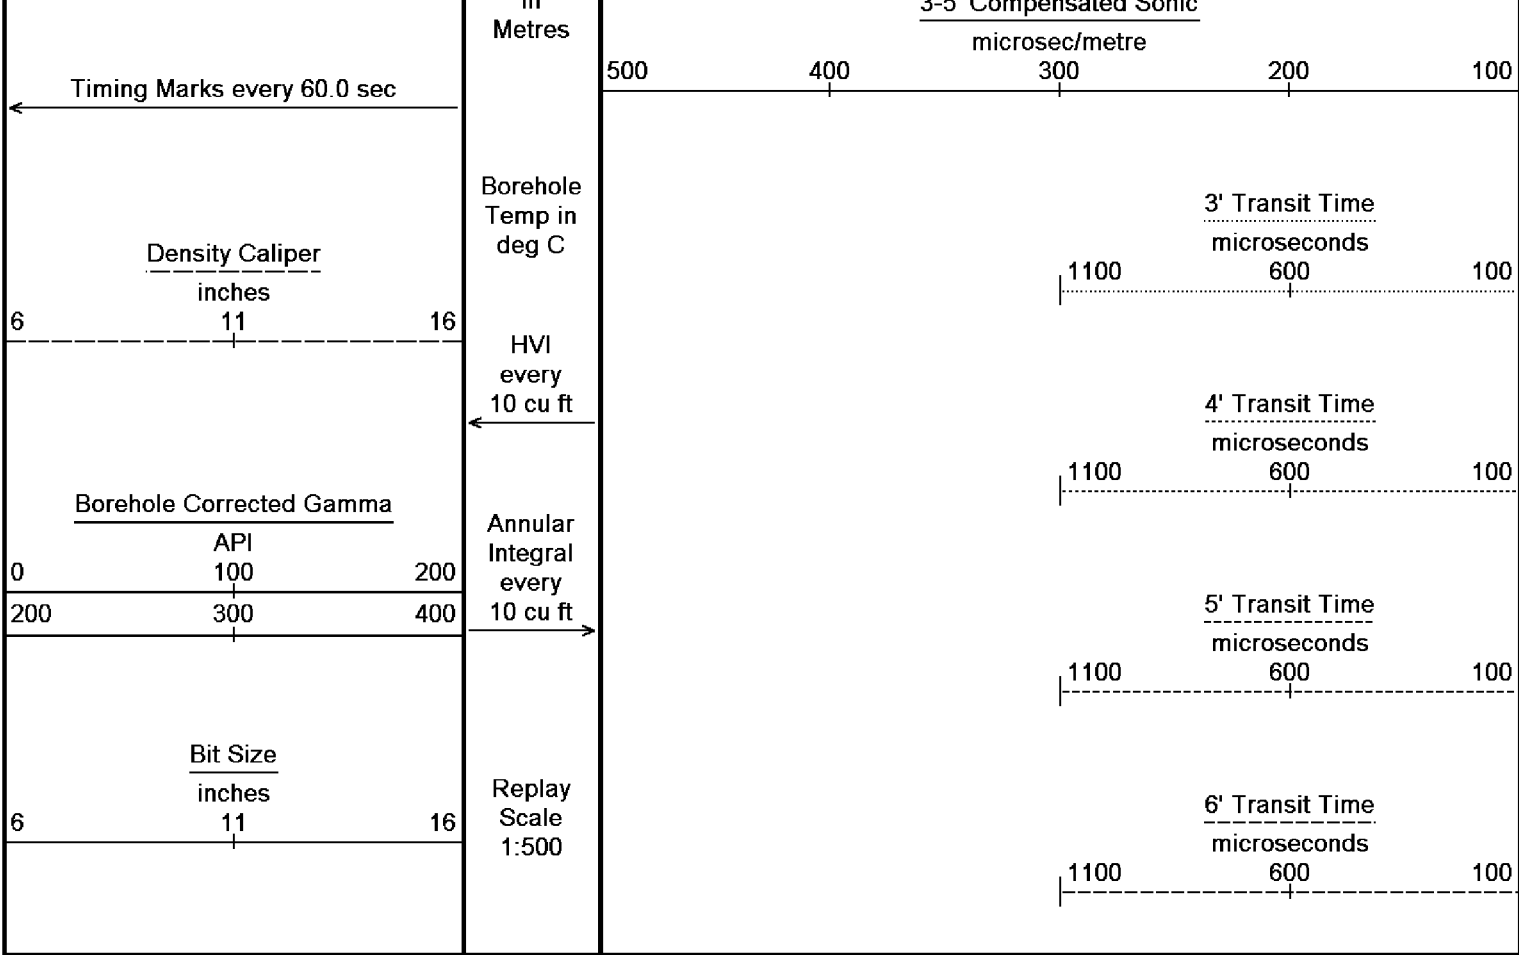 in
Metres
3-5' Compensated Sonic
microsec/metre
500 400 300 200 100
Timing Marks every 60.0 sec
Borehole
Temp in
deg C
3' Transit Time
microseconds
1100 600 100
Density Caliper
inches
6 11 16
HVI
every
10 cu ft
4' Transit Time
microseconds
1100 600 100
Borehole Corrected Gamma
API
0 100 200
200 300 400
Annular
Integral
every
10 cu ft
5' Transit Time
microseconds
1100 600 100
Bit Size
inches
6 11 16
Replay
Scale
1:500
6' Transit Time
microseconds
1100 600 100